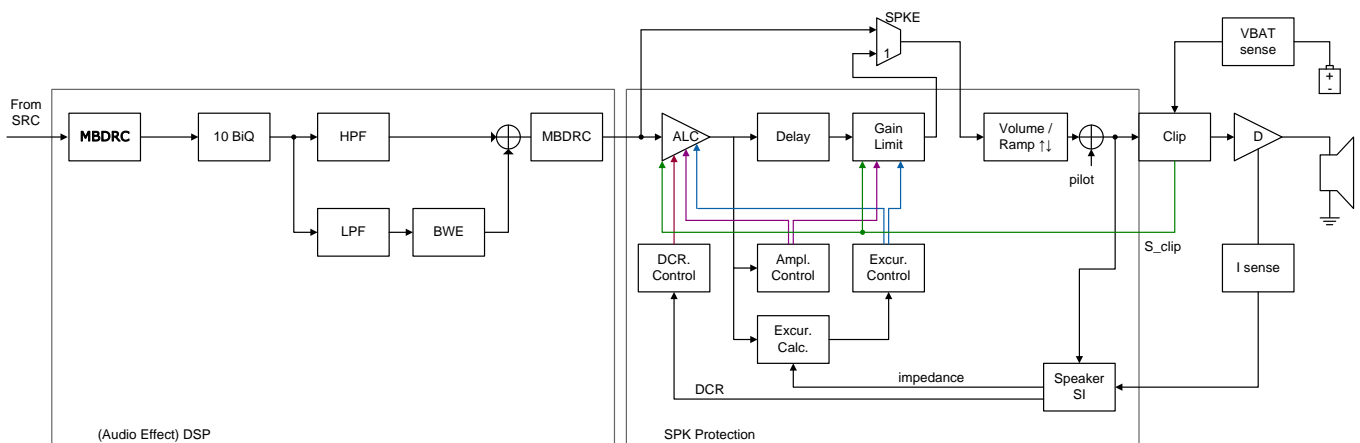 SPKE
VBAT
sense
+
-
From
SRC
MBDRC
10 BiQ
HPF
MBDRC
ALC
Delay
Gain
Limit
1
Volume /
Ramp ↑↓
pilot
Clip
D
LPF
BWE
DCR.
Control
Ampl.
Control
Excur.
Control
S_clip
I sense
Excur.
Calc.
impedance
DCR
Speaker
SI
(Audio Effect) DSP
SPK Protection